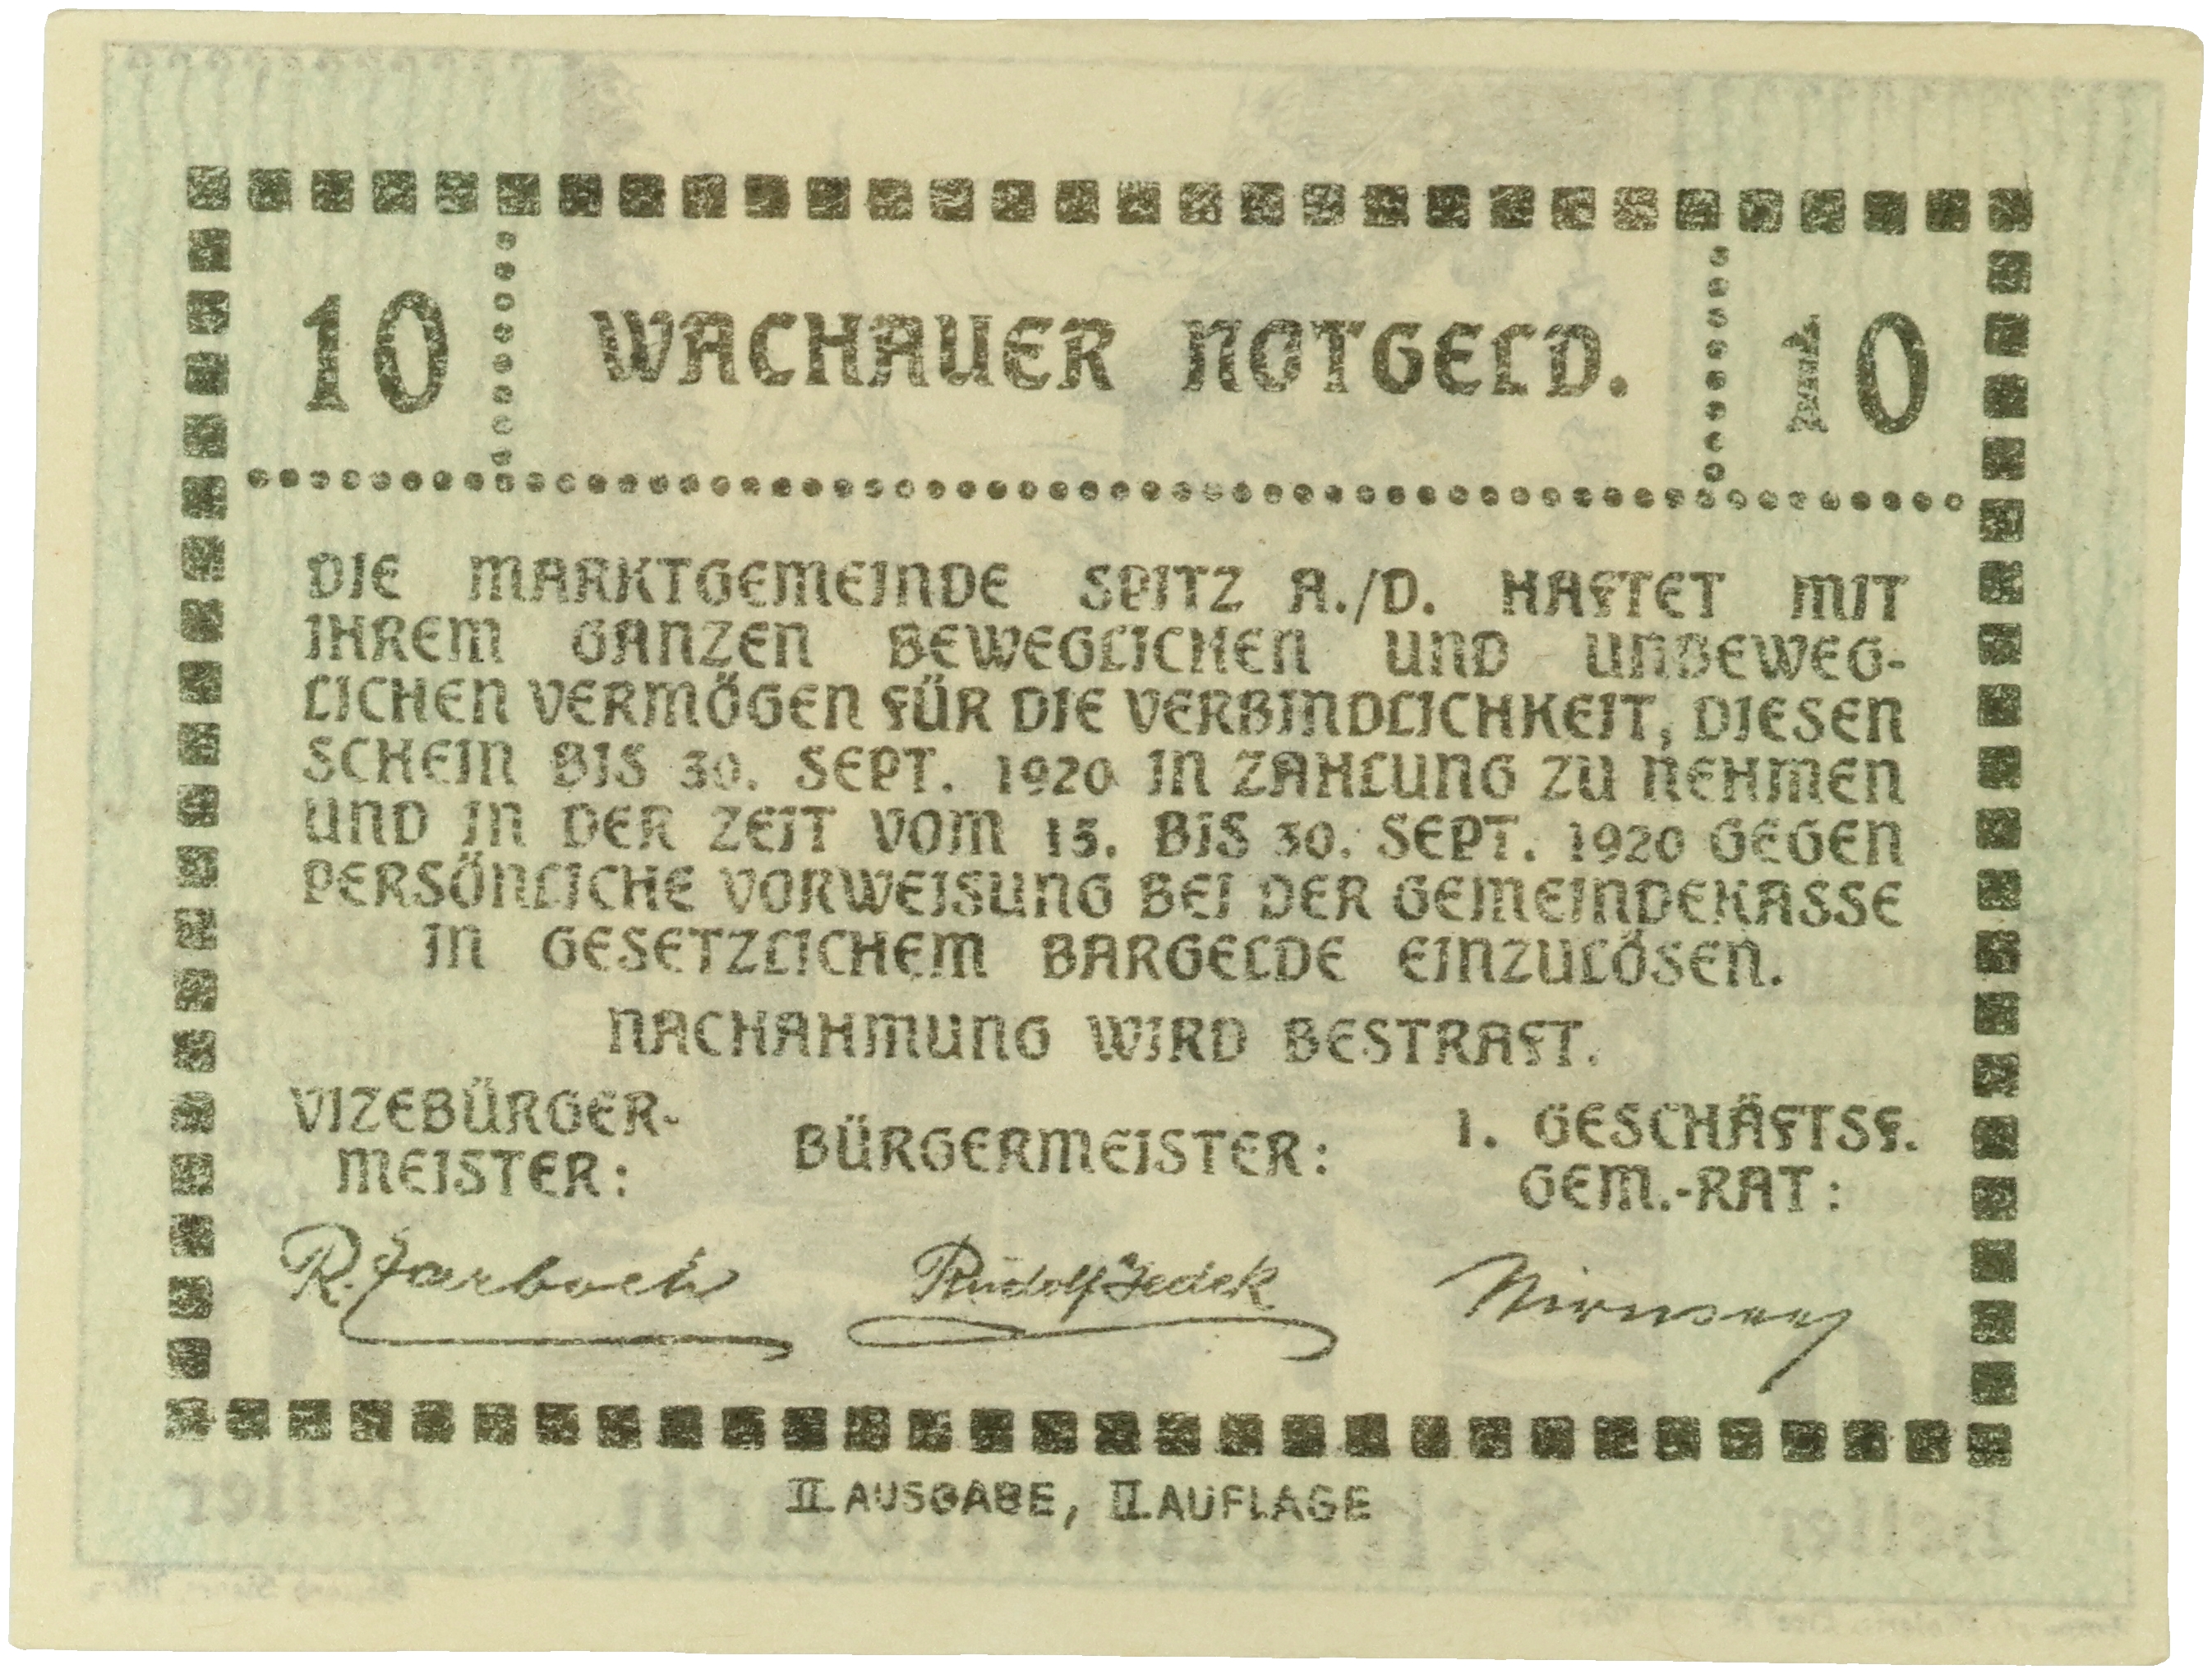 10 WACHAUER NOTGELD. 10
DIE MARKTGEMEINDE SPITZ A./D. HAFTET MIT
IHREM GANZEN BEWEGLICHEN UND UNBEWEG-
LICHEN VERMÖGEN FÜR DIE VERBINDLICHKEIT, DIESEN
SCHEIN BIS 30. SEPT. 1920 IN ZAHLUNG ZU NEHMEN
UND IN DER ZEIT VOM 15. BIS 30. SEPT. 1920 GEGEN
PERSÖNLICHE VORWEISUNG BEI DER GEMEINDEKASSE
IN GESETZLICHEM BARGELDE EINZULÖSEN.
NACHAHMUNG WIRD BESTRAFT.
VIZEBÜRGER-
MEISTER:
BÜRGERMEISTER:
1. GESCHÄFTSF.
GEM.-RAT:
R.
Rudolf Jedek
II. AUSGABE, II. AUFLAGE
Heller
Heller